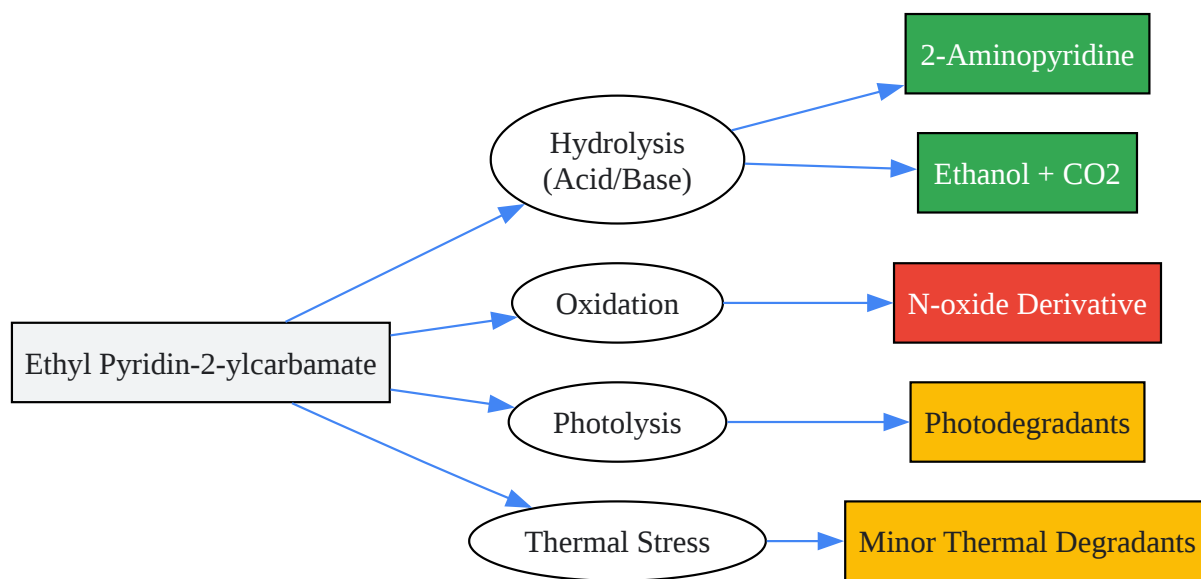 2-Aminopyridine
Hydrolysis
(Acid/Base)
Ethanol + CO2
Oxidation
N-oxide Derivative
Ethyl Pyridin-2-ylcarbamate
Photolysis
Photodegradants
Thermal Stress
Minor Thermal Degradants